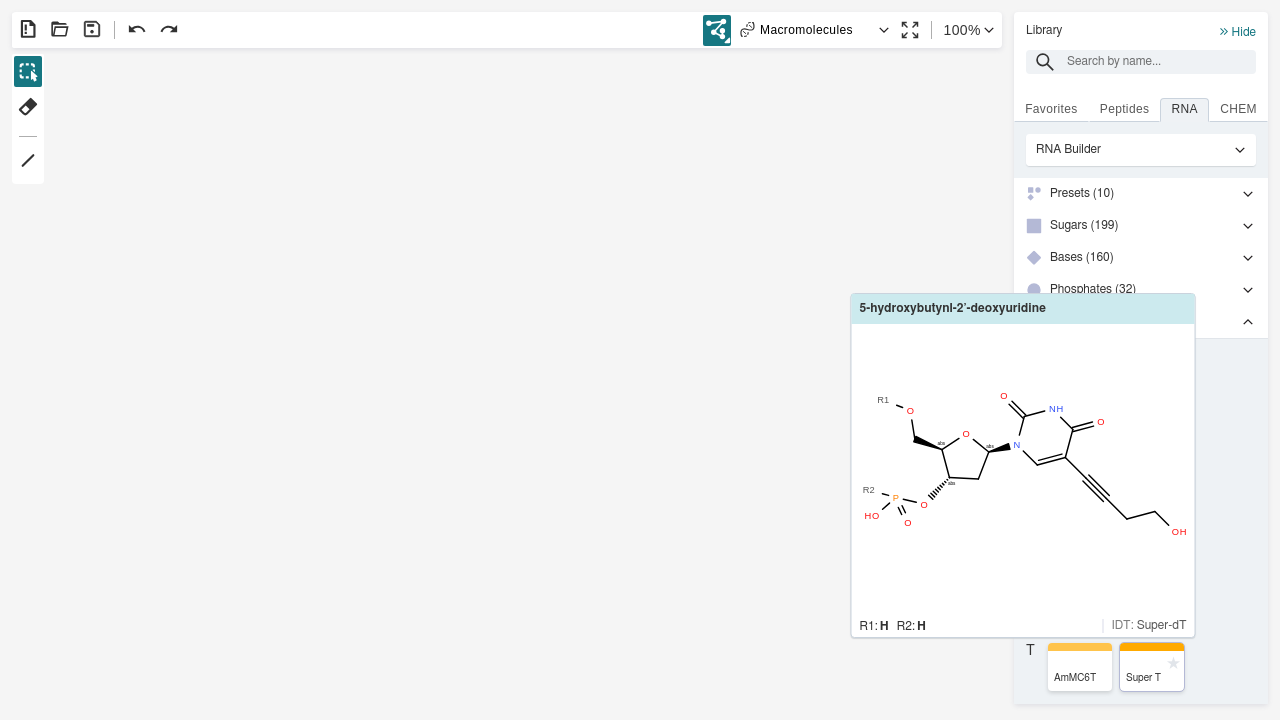 Macromolecules
100%
Library
Hide
Search by name...
Favorites
Peptides
RNA
CHEM
RNA Builder
Presets (10)
Sugars (199)
Bases (160)
Phosphates (32)
5-hydroxybutynl-2'-deoxyuridine
R1
O
O
NH
O
O
abs
abs
N
abs
R2
P
O
HO
O
OH
R1: H R2: H
IDT: Super-dT
T
AmMC6T
Super T